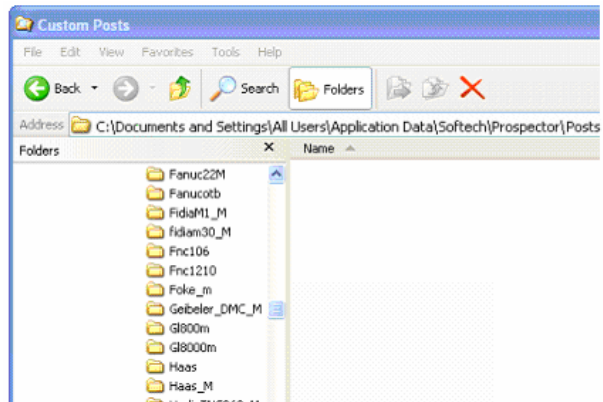 Custom Posts
File Edit View Favorites Tools Help
Back Search Folders
Address C:\Documents and Settings\All Users\Application Data\Softech\Prospector\Posts
Folders Name
Fanuc22M
Fanucotb
FidiaM1_M
fidiam30_M
Fnc106
Fnc1210
Foke_m
Geibeler_DMC_M
Gl800m
Gl8000m
Haas
Haas_M